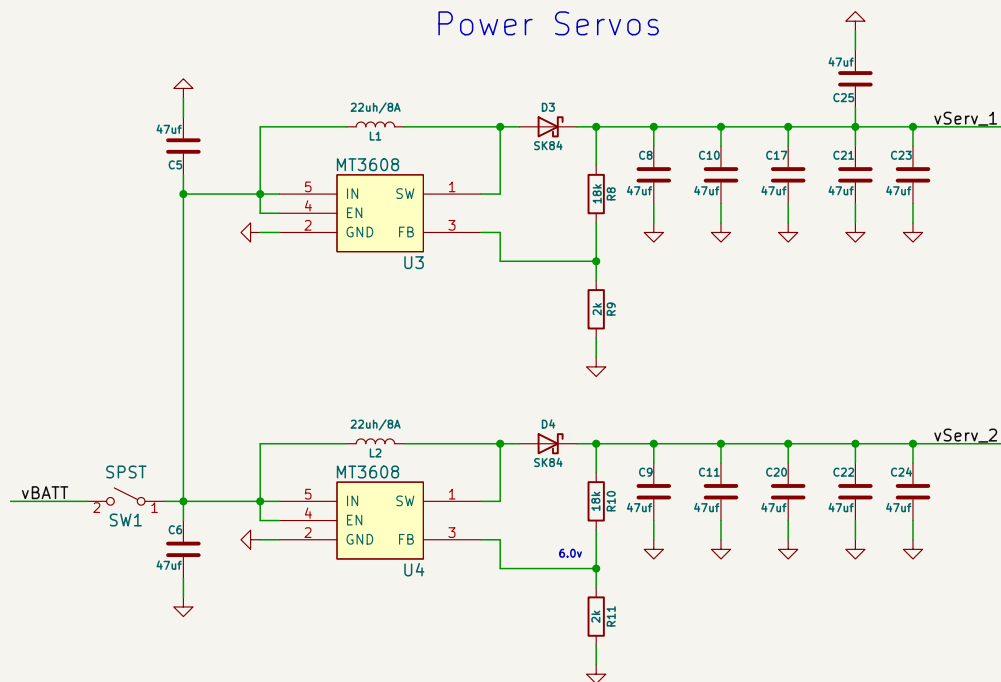 Power Servos
47uf
C25
vServ_1
47uf
C5
22uh/8A
L1
D3
SK84
MT3608
5 IN SW 1
4 EN
2 GND FB 3
U3
18k
R8
2k
R9
C8
47uf
C10
47uf
C17
47uf
C21
47uf
C23
47uf
vServ_2
22uh/8A
L2
D4
SK84
MT3608
5 IN SW 1
4 EN
2 GND FB 3
U4
6.0v
18k
R10
2k
R11
C9
47uf
C11
47uf
C20
47uf
C22
47uf
C24
47uf
vBATT
SPST
2 1
SW1
C6
47uf